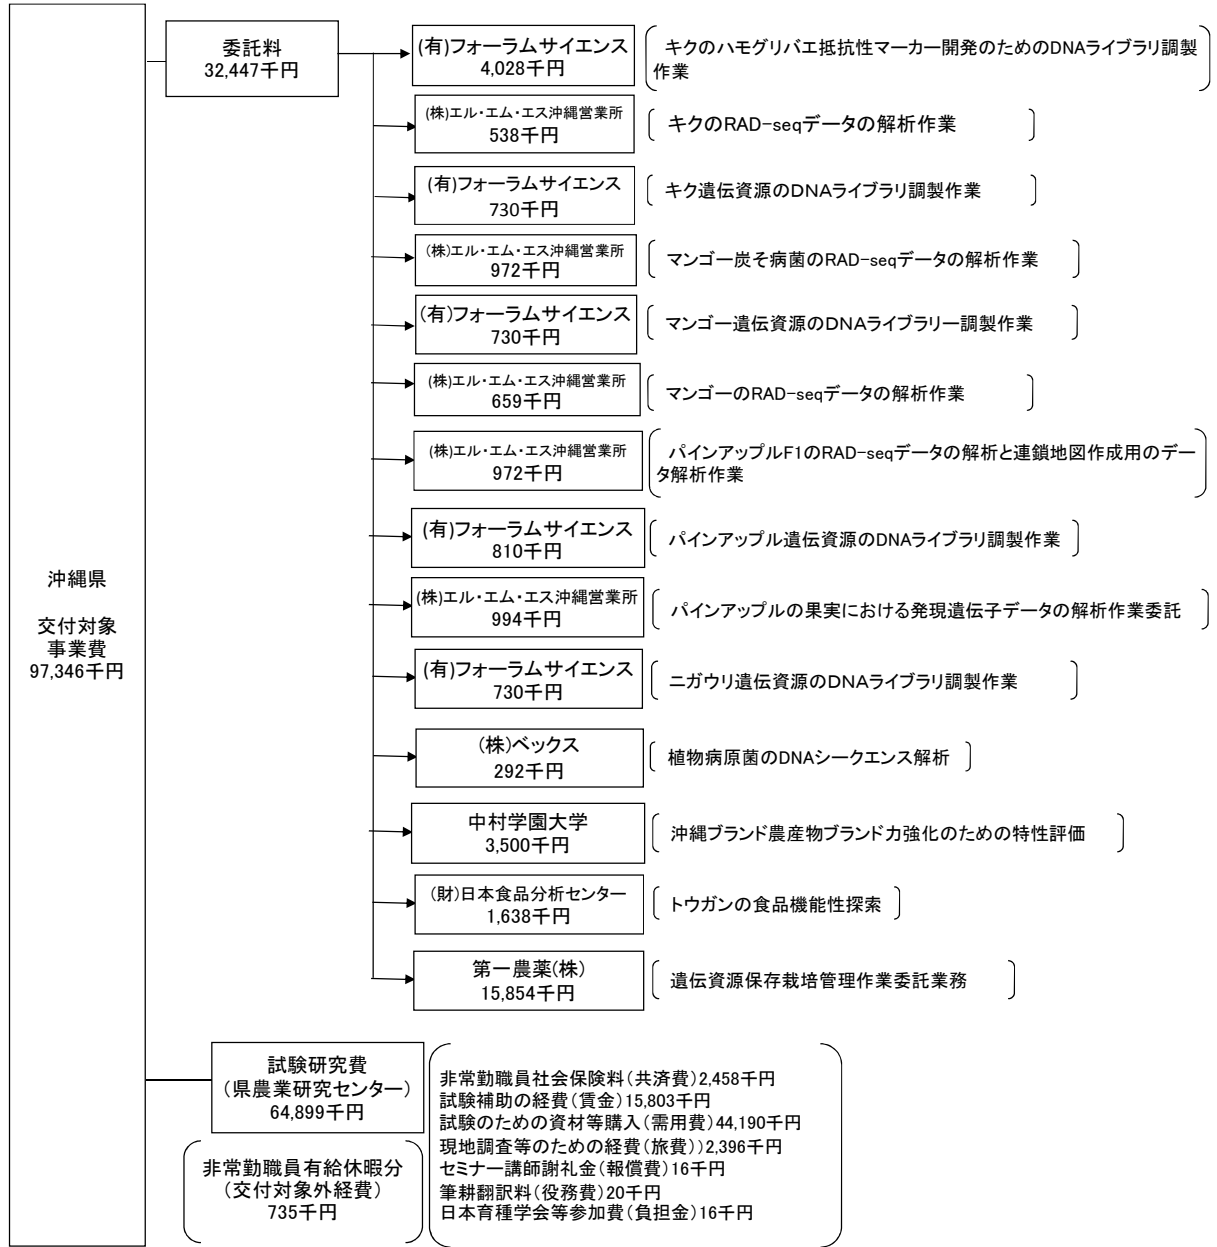 沖縄県
交付対象
事業費
97,346千円
委託料
32,447千円
(有)フォーラムサイエンス
4,028千円
キクのハモグリバエ抵抗性マーカー開発のためのDNAライブラリ調製
作業
(株)エル・エム・エス沖縄営業所
538千円
キクのRAD-seqデータの解析作業
(有)フォーラムサイエンス
730千円
キク遺伝資源のDNAライブラリ調製作業
(株)エル・エム・エス沖縄営業所
972千円
マンゴー炭そ病菌のRAD-seqデータの解析作業
(有)フォーラムサイエンス
730千円
マンゴー遺伝資源のDNAライブラリー調製作業
(株)エル・エム・エス沖縄営業所
659千円
マンゴーのRAD-seqデータの解析作業
(株)エル・エム・エス沖縄営業所
972千円
パインアップルF1のRAD-seqデータの解析と連鎖地図作成用のデー
タ解析作業
(有)フォーラムサイエンス
810千円
パインアップル遺伝資源のDNAライブラリ調製作業
(株)エル・エム・エス沖縄営業所
994千円
パインアップルの果実における発現遺伝子データの解析作業委託
(有)フォーラムサイエンス
730千円
ニガウリ遺伝資源のDNAライブラリ調製作業
(株)ベックス
292千円
植物病原菌のDNAシークエンス解析
中村学園大学
3,500千円
沖縄ブランド農産物ブランド力強化のための特性評価
(財)日本食品分析センター
1,638千円
トウガンの食品機能性探索
第一農薬(株)
15,854千円
遺伝資源保存栽培管理作業委託業務
試験研究費
(県農業研究センター)
64,899千円
非常勤職員有給休暇分
(交付対象外経費)
735千円
非常勤職員社会保険料(共済費)2,458千円
試験補助の経費(賃金)15,803千円
試験のための資材等購入(需用費)44,190千円
現地調査等のための経費(旅費))2,396千円
セミナー講師謝礼金(報償費)16千円
筆耕翻訳料(役務費)20千円
日本育種学会等参加費(負担金)16千円